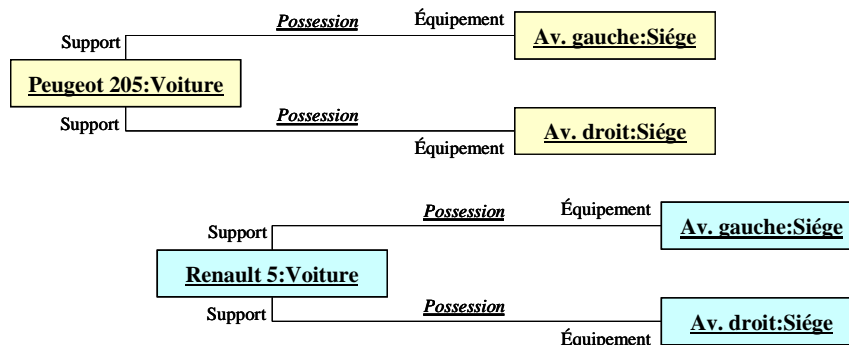 Possession
Équipement
Support
Av. gauche:Siége
Peugeot 205:Voiture
Support
Possession
Av. droit:Siége
Équipement
Possession
Équipement
Support
Av. gauche:Siége
Renault 5:Voiture
Support
Possession
Av. droit:Siége
Équipement